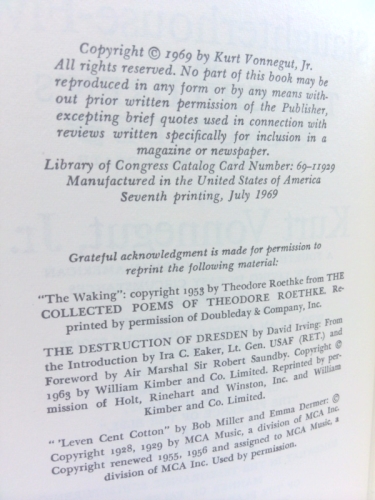 Copyright © 1969 by Kurt Vonnegut, Jr.
All rights reserved. No part of this book may be
reproduced in any form or by any means with-
out prior written permission of the Publisher,
excepting brief quotes used in connection with
reviews written specifically for inclusion in a
magazine or newspaper.
Library of Congress Catalog Card Number: 69-11929
Manufactured in the United States of America
Seventh printing, July 1969
Grateful acknowledgment is made for permission to
reprint the following material:
"The Waking": copyright 1953 by Theodore Roethke from THE
COLLECTED POEMS OF THEODORE ROETHKE. Re-
printed by permission of Doubleday & Company, Inc.
THE DESTRUCTION OF DRESDEN by David Irving: From
the Introduction by Ira C. Eaker, Lt. Gen. USAF (RET.) and
Foreword by Air Marshal Sir Robert Saundby. Copyright ©
1963 by William Kimber and Co. Limited. Reprinted by per-
mission of Holt, Rinehart and Winston, Inc. and William
Kimber and Co. Limited.
" 'Leven Cent Cotton" by Bob Miller and Emma Dermer: ©
Copyright 1928, 1929 by MCA Music, a division of MCA Inc.
Copyright renewed 1955, 1956 and assigned to MCA Music, a
division of MCA Inc. Used by permission.